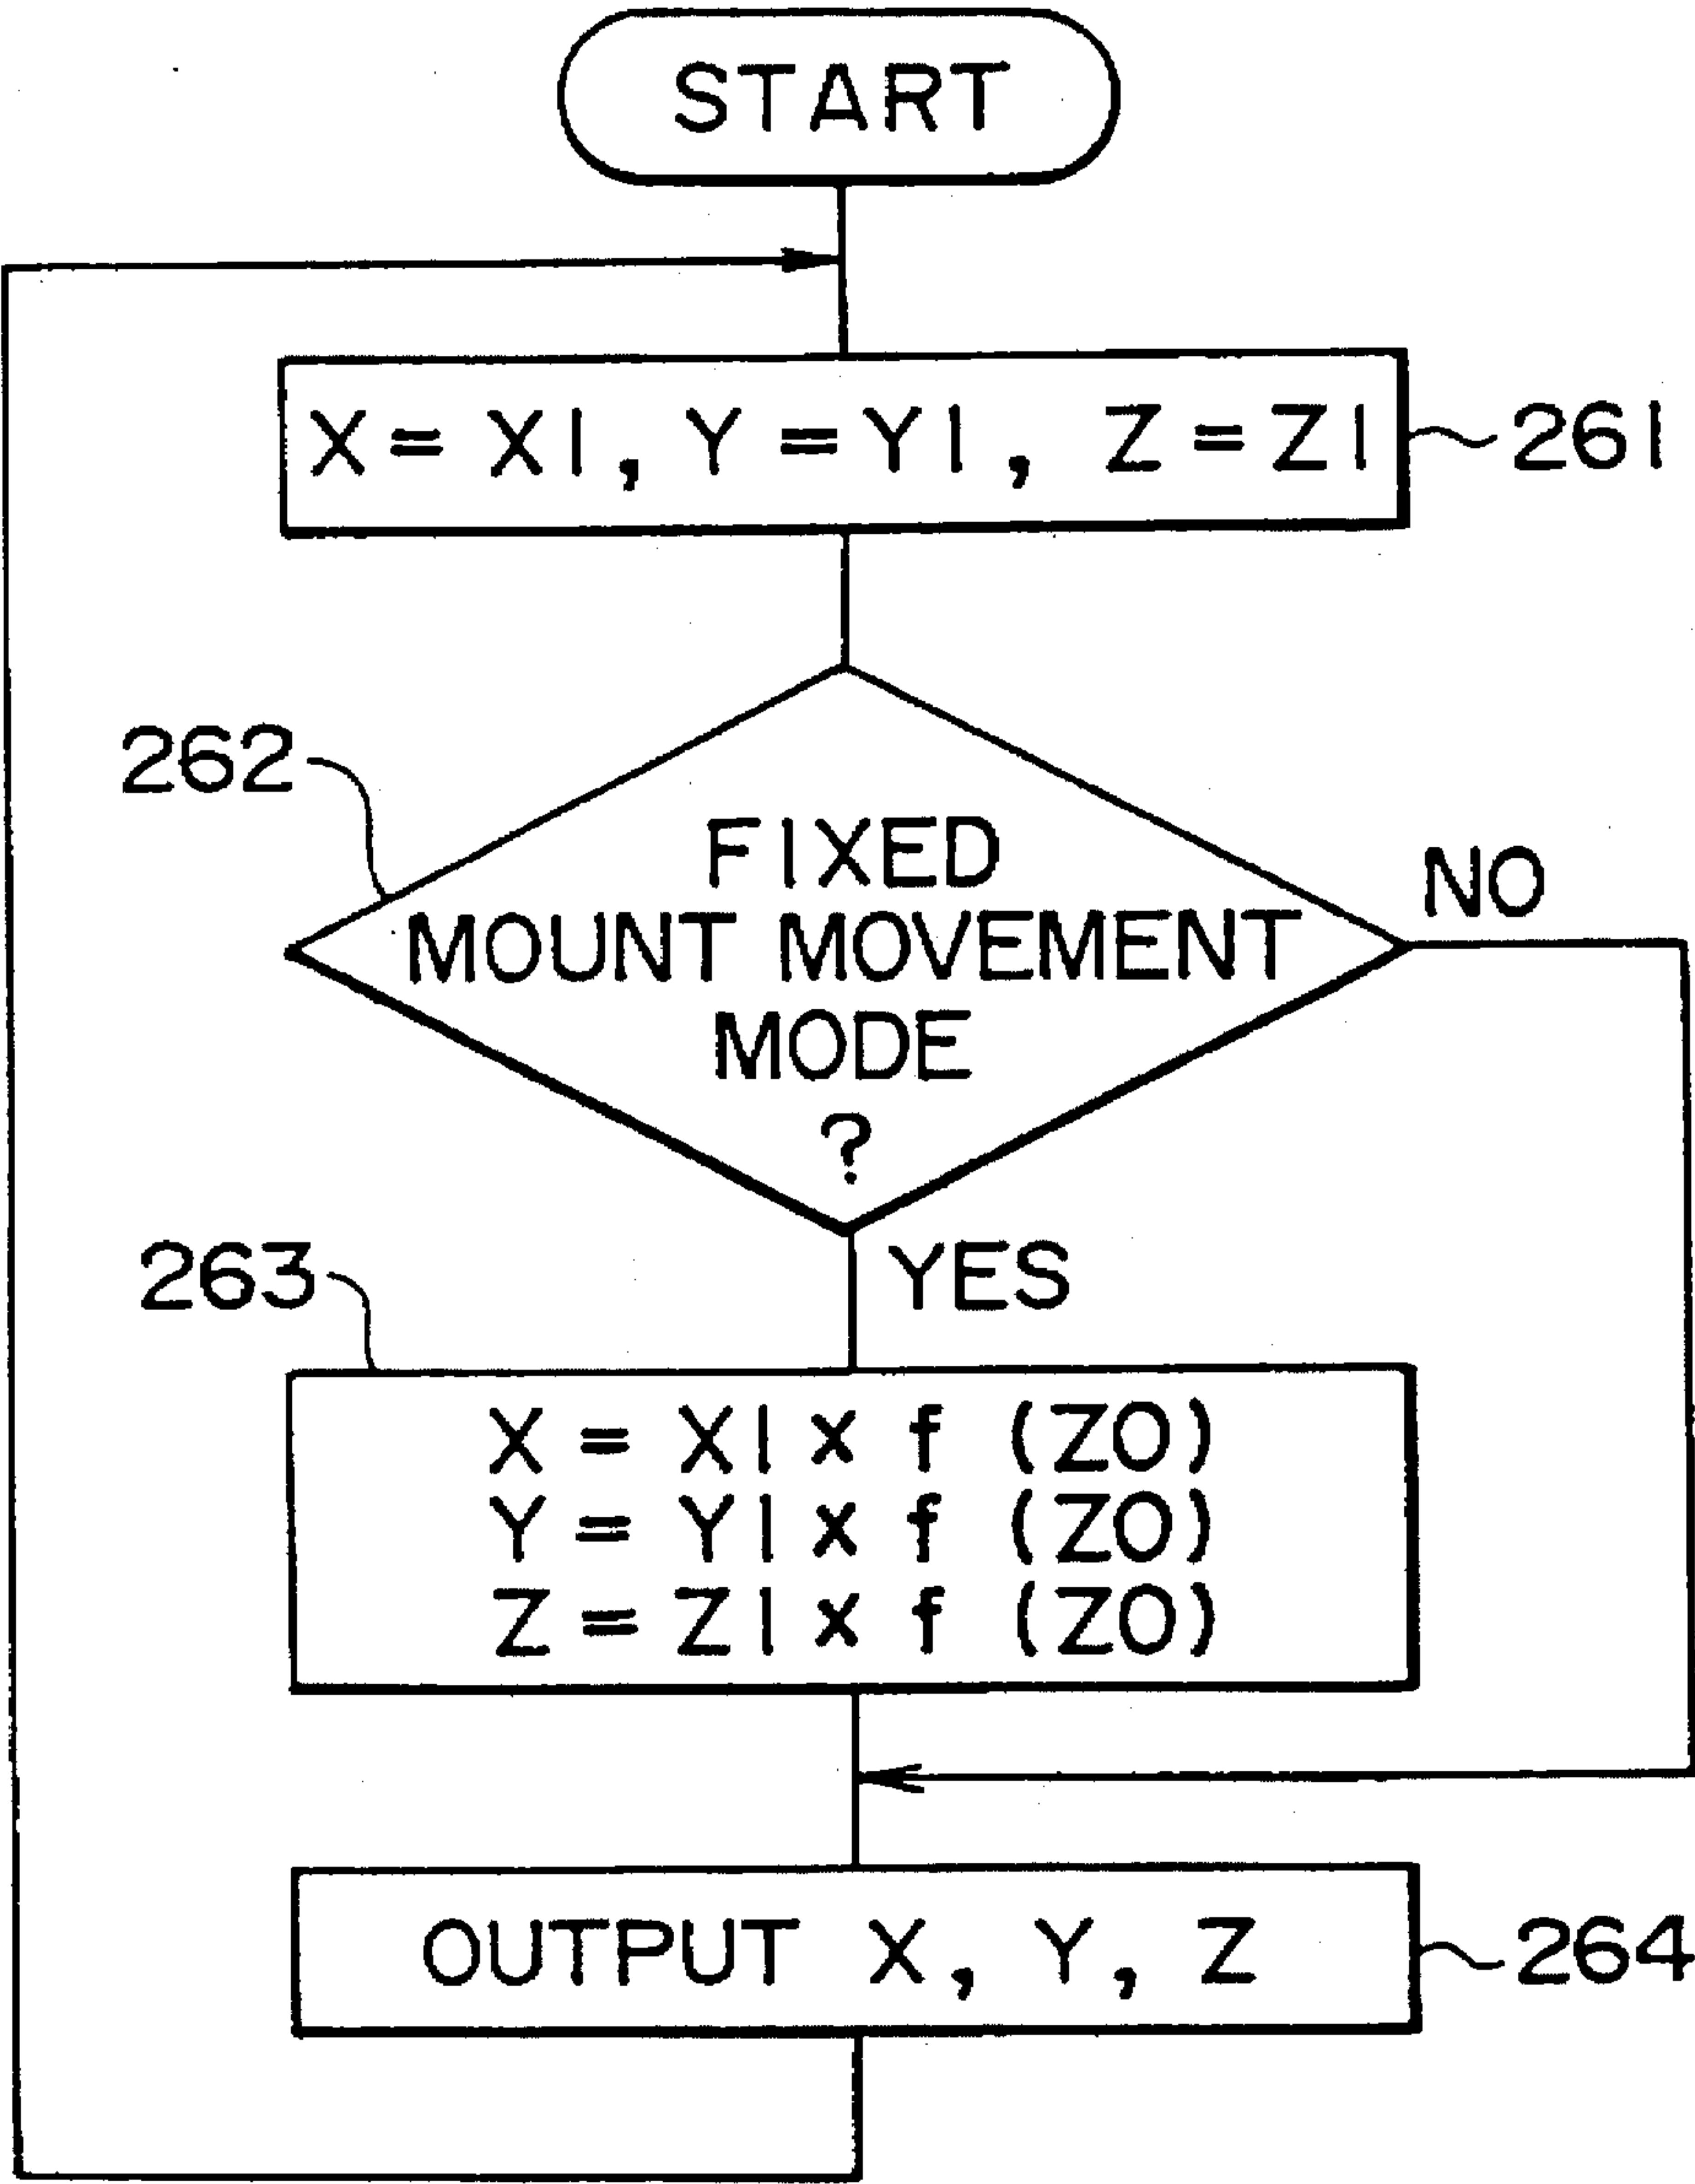 START
X = X1, Y = Y1, Z = Z1
261
262
FIXED
MOUNT MOVEMENT
MODE
?
NO
YES
263
X = X1 × f (Z0)
Y = Y1 × f (Z0)
Z = Z1 × f (Z0)
OUTPUT X, Y, Z
264